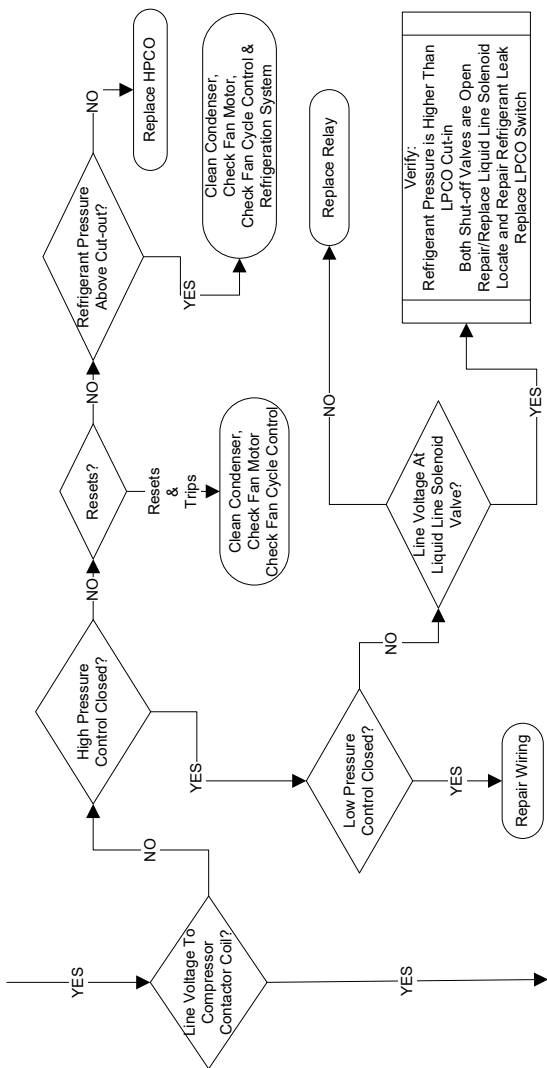 YES
Line Voltage To
Compressor
Contactor Coil?
YES
NO
High Pressure
Control Closed?
NO
Resets?
NO
Refrigerant Pressure
Above Cut-out?
NO
Replace HPCO
YES
Clean Condenser,
Check Fan Motor,
Check Fan Cycle Control &
Refrigeration System
Resets
&
Trips
Clean Condenser,
Check Fan Motor
Check Fan Cycle Control
YES
Low Pressure
Control Closed?
YES
Repair Wiring
NO
Line Voltage At
Liquid Line Solenoid
Valve?
NO
Replace Relay
YES
Verify:
Refrigerant Pressure is Higher Than
LPCO Cut-in
Both Shut-off Valves are Open
Repair/Replace Liquid Line Solenoid
Locate and Repair Refrigerant Leak
Replace LPCO Switch